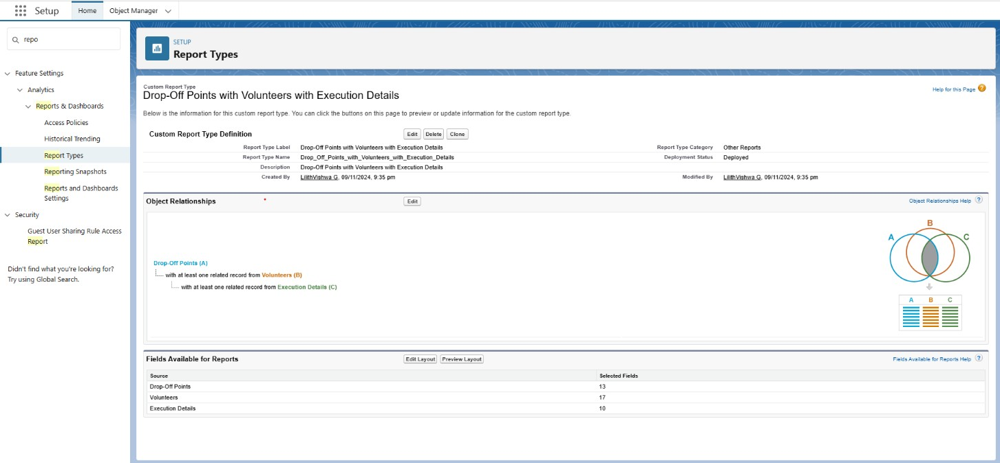 Setup
Home
Object Manager
repo
Feature Settings
Analytics
Reports & Dashboards
Access Policies
Historical Trending
Report Types
Reporting Snapshots
Reports and Dashboards
Settings
Security
Guest User Sharing Rule Access
Report
Didn't find what you're looking for?
Try using Global Search.
SETUP
Report Types
Custom Report Type
Drop-Off Points with Volunteers with Execution Details
Help for this Page ?
Below is the information for this custom report type. You can click the buttons on this page to preview or update information for the custom report type.
Custom Report Type Definition Edit Delete Clone
Report Type Label Drop-Off Points with Volunteers with Execution Details Report Type Category Other Reports
Report Type Name Drop_Off_Points_with_Volunteers_with_Execution_Details Deployment Status Deployed
Description Drop-Off Points with Volunteers with Execution Details
Created By LilithVishwa G, 09/11/2024, 9:35 pm Modified By LilithVishwa G, 09/11/2024, 9:35 pm
Object Relationships Edit Object Relationships Help ?
Drop-Off Points (A)
with at least one related record from Volunteers (B)
with at least one related record from Execution Details (C)
B
A C
A B C
Fields Available for Reports Edit Layout Preview Layout Fields Available for Reports Help ?
Source Selected Fields
Drop-Off Points 13
Volunteers 17
Execution Details 10